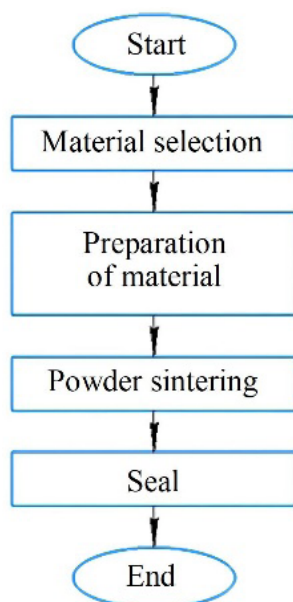 Start
Material selection
Preparation
of material
Powder sintering
Seal
End